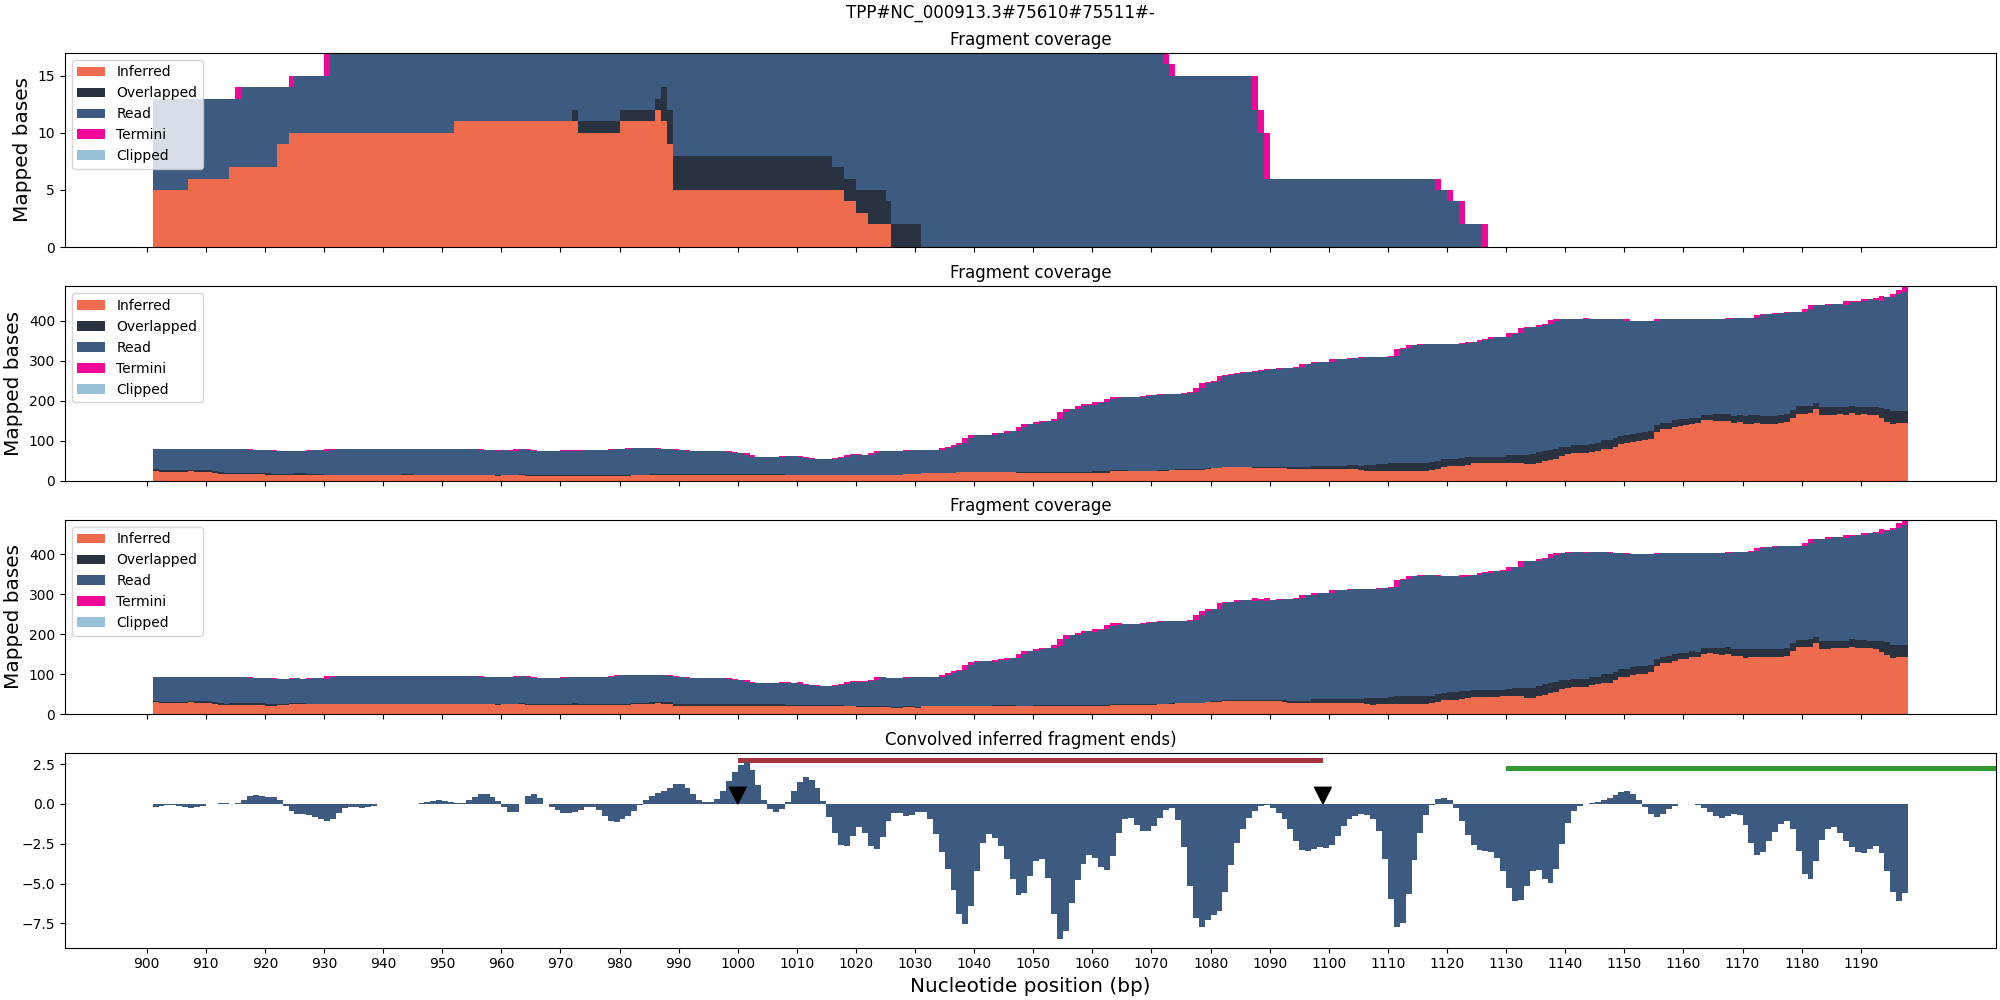 TPP#NC_000913.3#75610#75511#-
Fragment coverage
Mapped bases
15
10
5
0
Inferred
Overlapped
Read
Termini
Clipped
Fragment coverage
Mapped bases
400
300
200
100
0
Inferred
Overlapped
Read
Termini
Clipped
Fragment coverage
Mapped bases
400
300
200
100
0
Inferred
Overlapped
Read
Termini
Clipped
Convolved inferred fragment ends)
2.5
0.0
−2.5
−5.0
−7.5
900 910 920 930 940 950 960 970 980 990 1000 1010 1020 1030 1040 1050 1060 1070 1080 1090 1100 1110 1120 1130 1140 1150 1160 1170 1180 1190
Nucleotide position (bp)